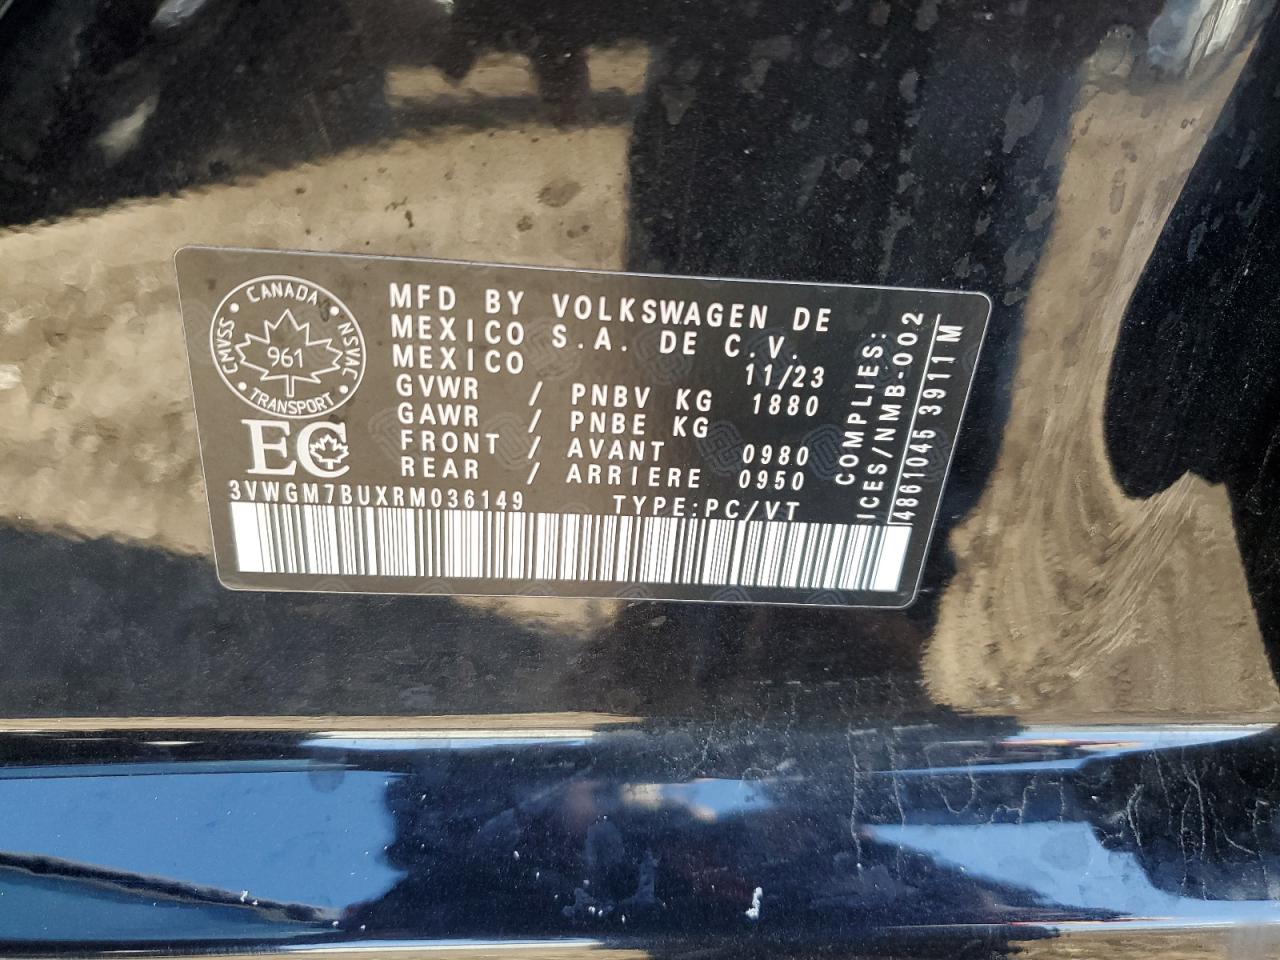 CANADA
CMVSS
NSVAC
961
TRANSPORT
EC
MFD BY VOLKSWAGEN DE
MEXICO S.A. DE C.V.
MEXICO 11/23
GVWR / PNBV KG 1880
GAWR / PNBE KG
FRONT / AVANT 0980
REAR / ARRIERE 0950
3VWGM7BUXRM036149 TYPE:PC/VT
COMPLIES:
ICES/NMB-002
4861045 3911 M